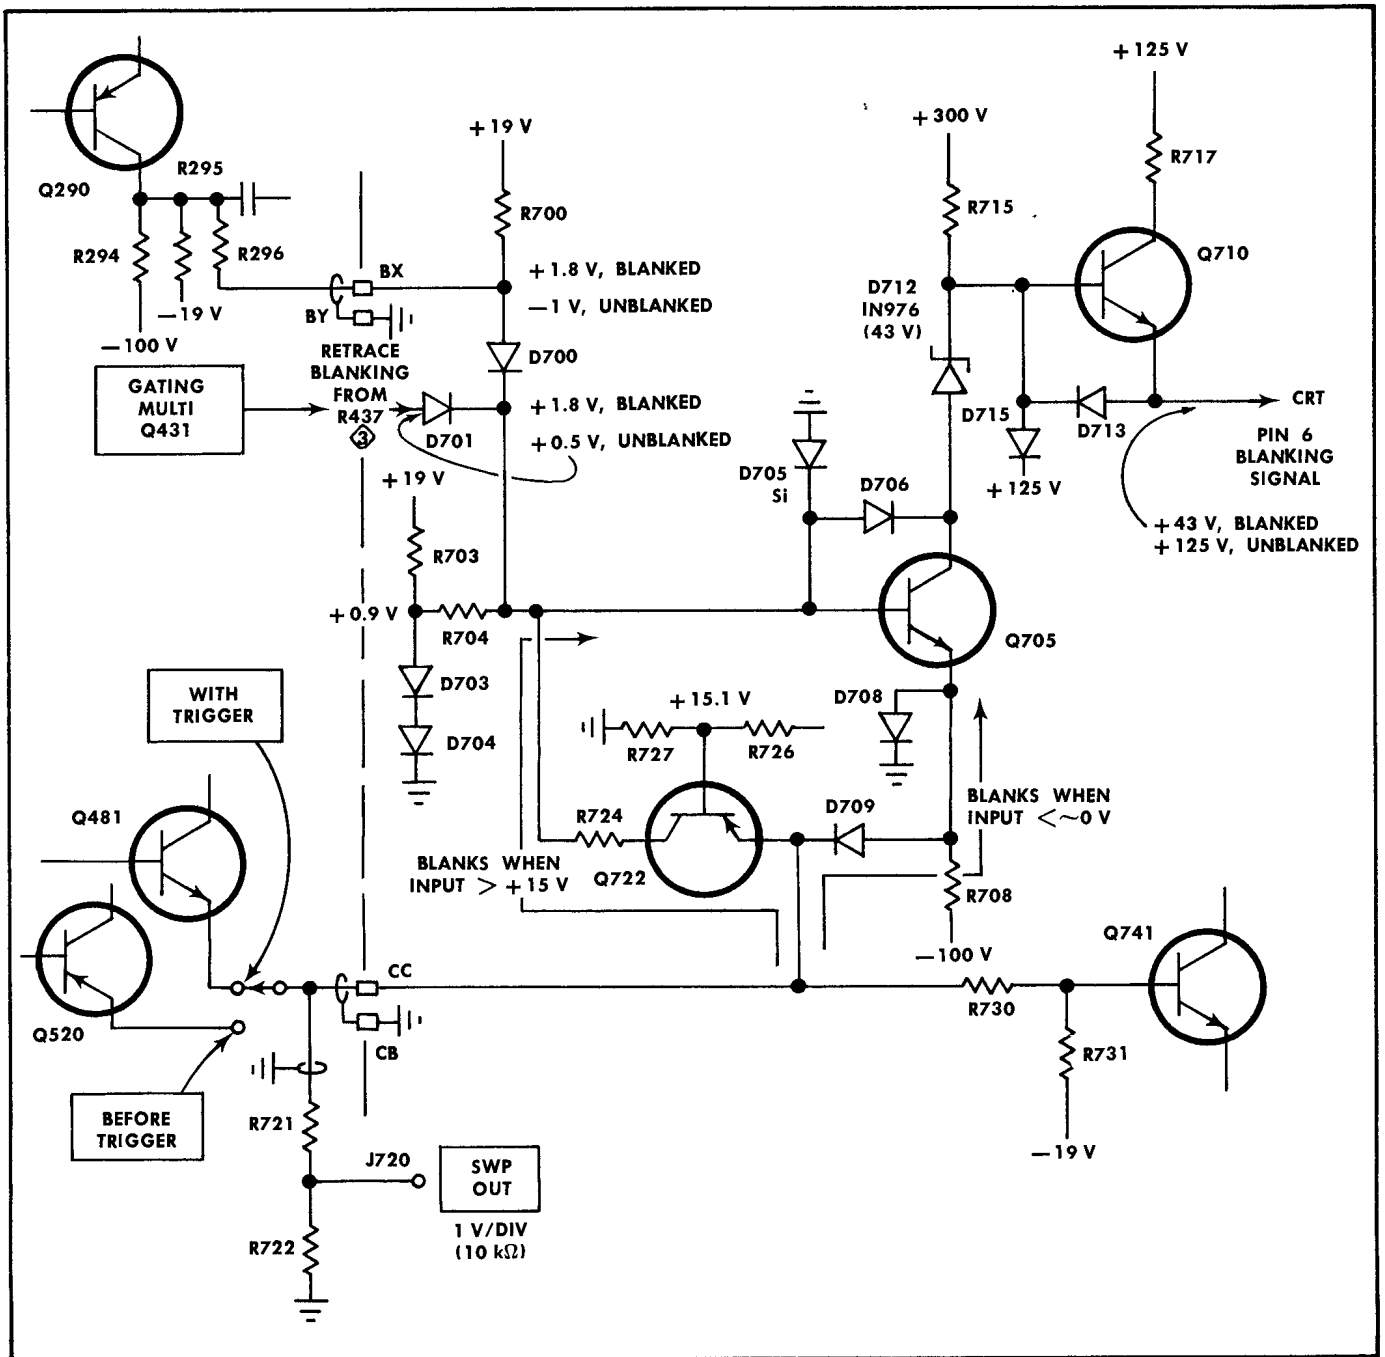 +125 V
+300 V
+19 V
R717
R295
Q290
R700
R715
Q710
R294
R296
BX
+1.8 V, BLANKED
D712
IN976
(43 V)
BY
−1 V, UNBLANKED
−19 V
−100 V
RETRACE
BLANKING
FROM
R437
3
D700
GATING
MULTI
Q431
D701
+1.8 V, BLANKED
+0.5 V, UNBLANKED
D715
D713
CRT
PIN 6
BLANKING
SIGNAL
D705
Si
D706
+125 V
+19 V
+43 V, BLANKED
+125 V, UNBLANKED
R703
+0.9 V
R704
Q705
WITH
TRIGGER
D703
D708
+15.1 V
D704
R727
R726
BLANKS WHEN
INPUT <~0 V
Q481
R724
D709
BLANKS WHEN
INPUT > +15 V
Q722
R708
−100 V
Q741
CC
Q520
R730
CB
R731
BEFORE
TRIGGER
R721
J720
SWP
OUT
−19 V
1 V/DIV
(10 kΩ)
R722